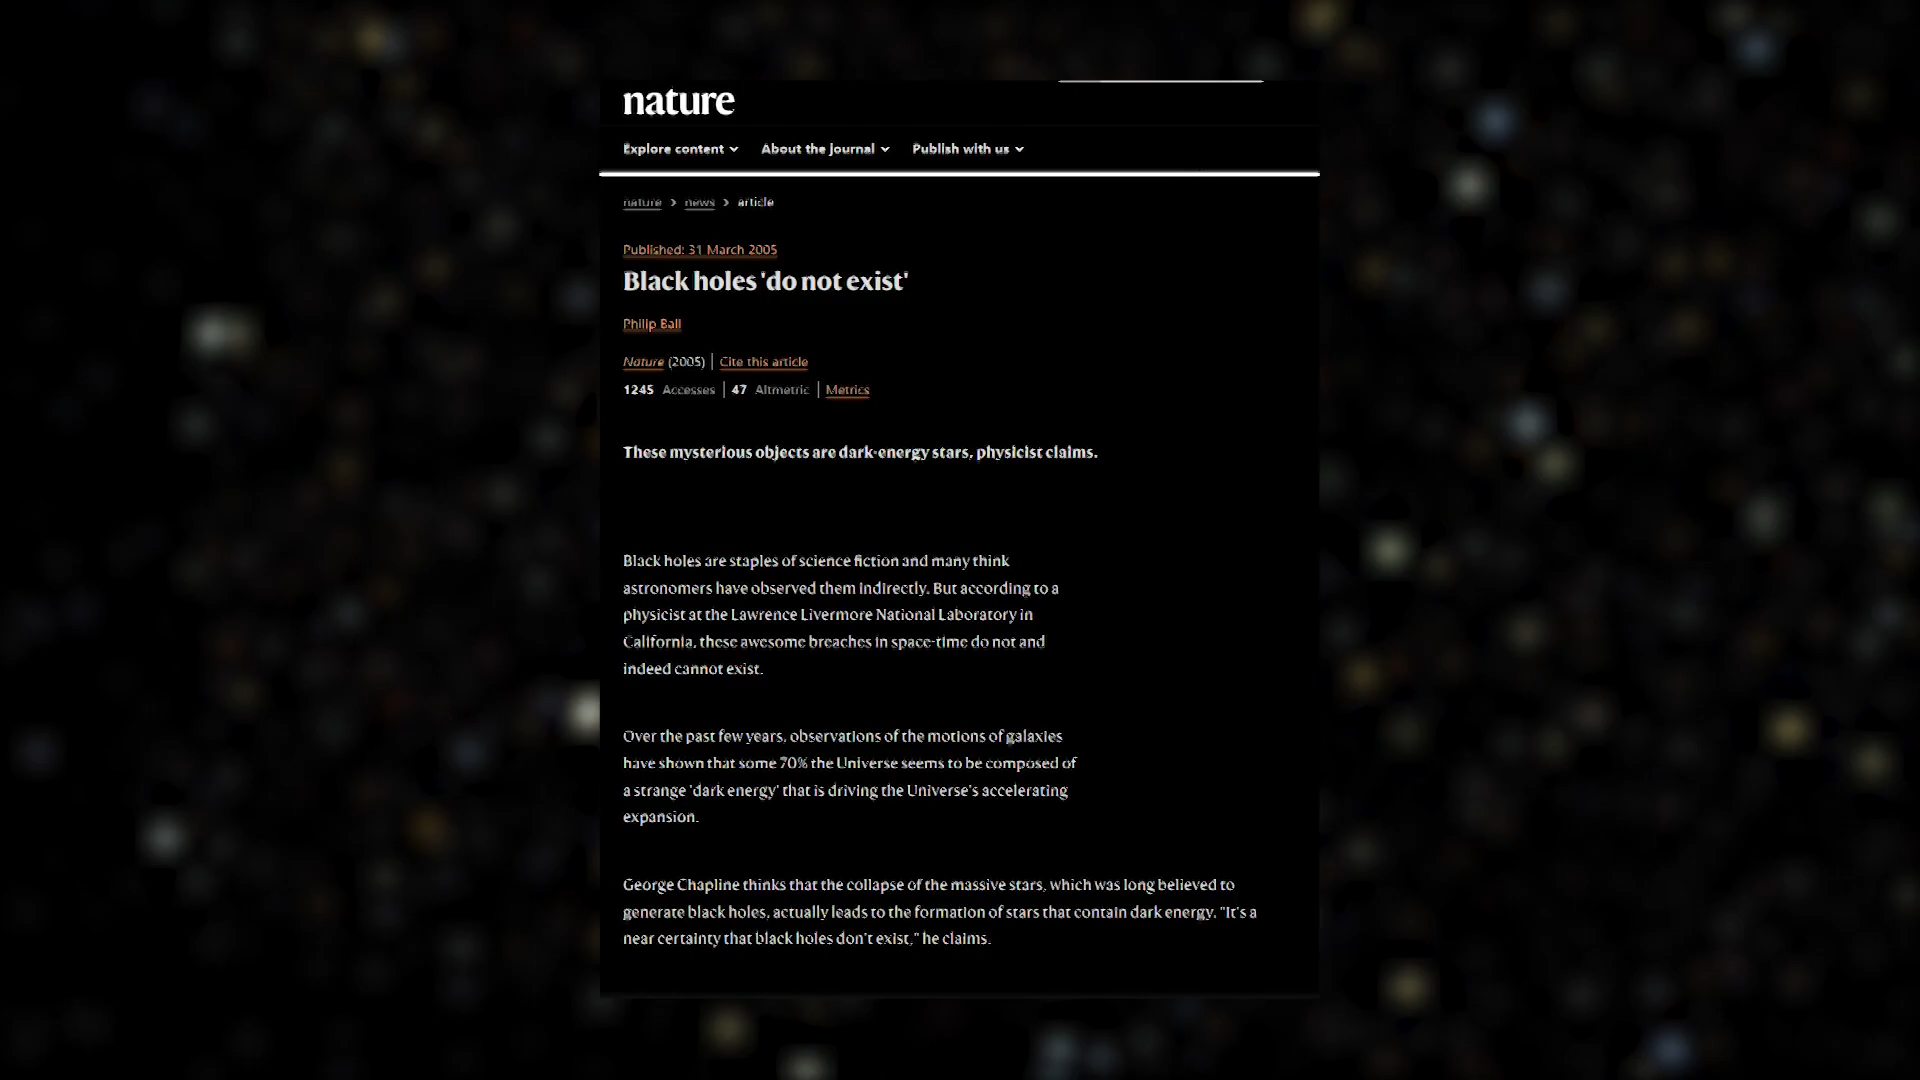 nature
Explore content About the journal Publish with us
nature > news > article
Published: 31 March 2005
Black holes 'do not exist'
Philip Ball
Nature (2005) | Cite this article
1245 Accesses | 47 Altmetric | Metrics
These mysterious objects are dark-energy stars, physicist claims.
Black holes are staples of science fiction and many think
astronomers have observed them indirectly. But according to a
physicist at the Lawrence Livermore National Laboratory in
California, these awesome breaches in space-time do not and
indeed cannot exist.
Over the past few years, observations of the motions of galaxies
have shown that some 70% the Universe seems to be composed of
a strange 'dark energy' that is driving the Universe's accelerating
expansion.
George Chapline thinks that the collapse of the massive stars, which was long believed to
generate black holes, actually leads to the formation of stars that contain dark energy. "It's a
near certainty that black holes don't exist," he claims.